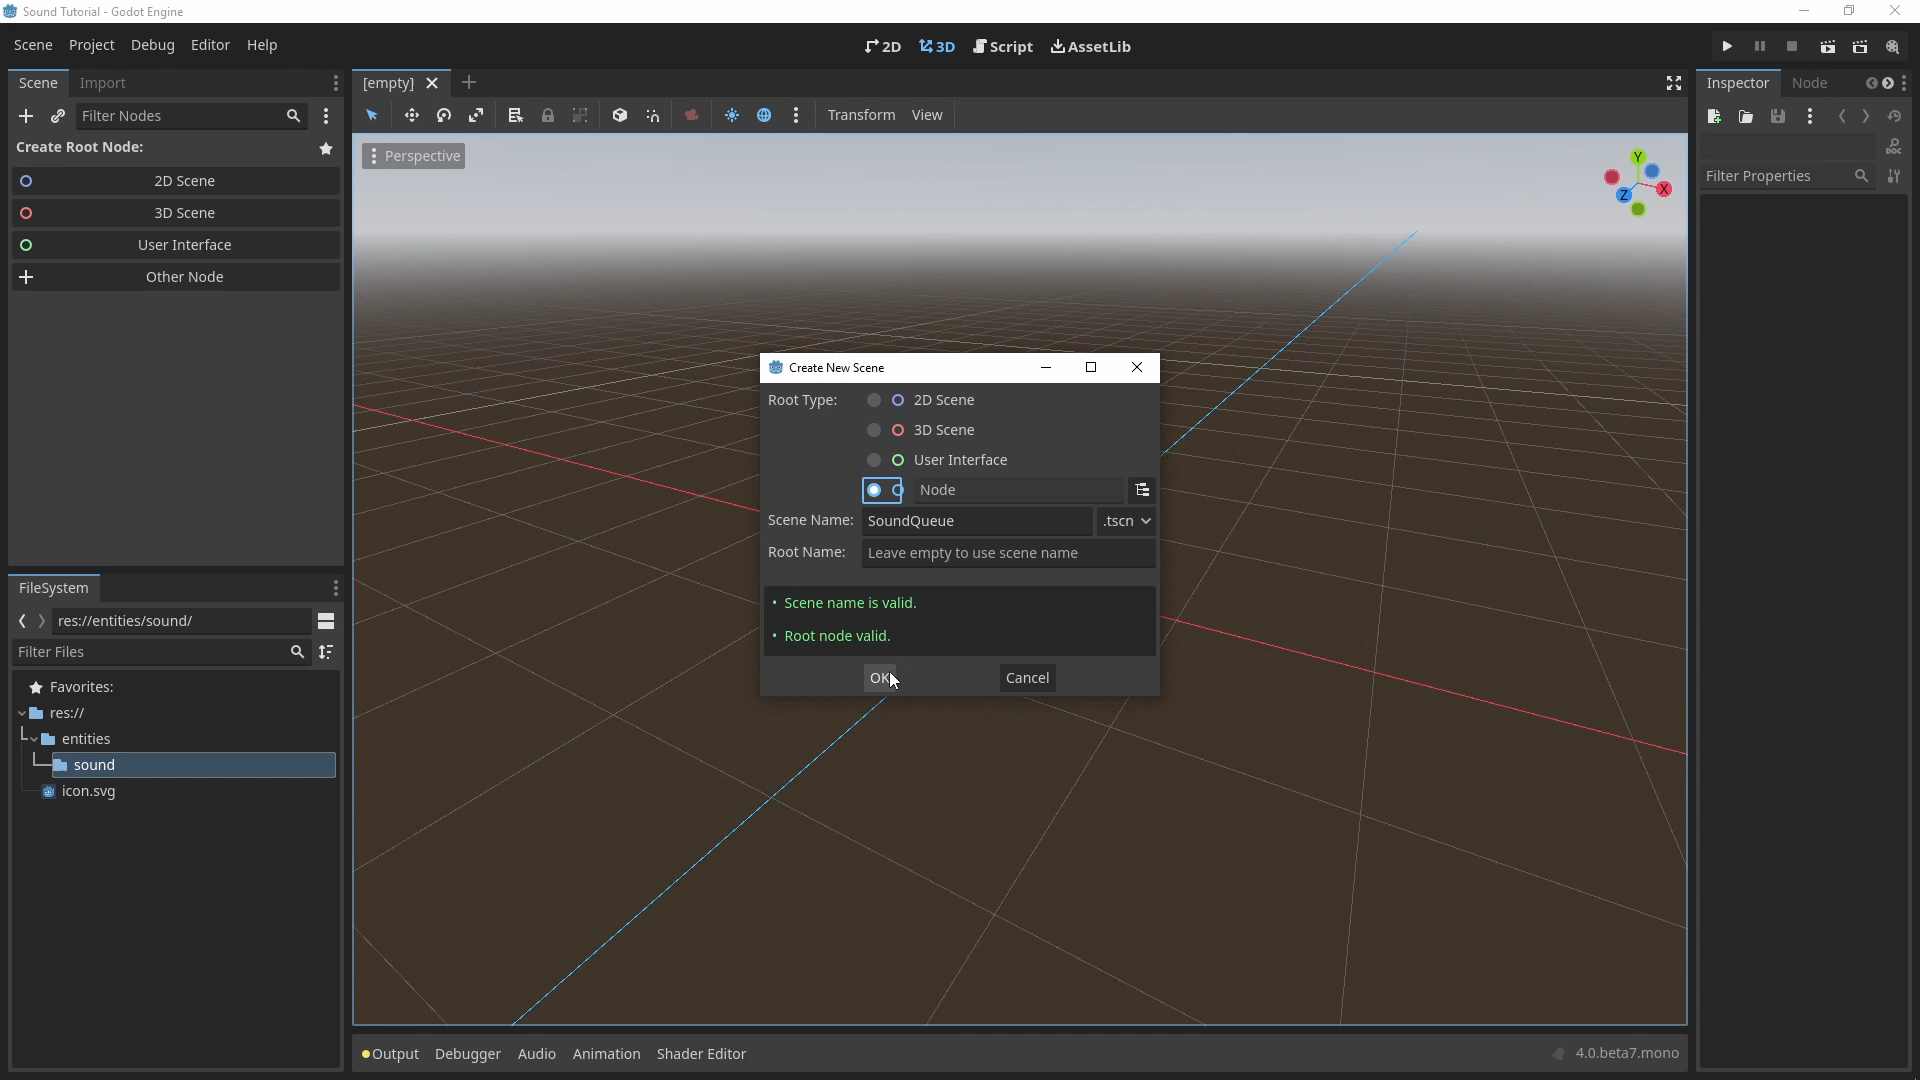 Sound Tutorial - Godot Engine
Scene Project Debug Editor Help
2D 3D Script AssetLib
Scene Import
[empty]
Inspector Node
Filter Nodes
Transform View
Create Root Node:
Perspective
2D Scene
3D Scene
User Interface
Other Node
Y
X
Z
DOC
Filter Properties
Create New Scene
Root Type:
2D Scene
3D Scene
User Interface
Node
Scene Name: SoundQueue .tscn
Root Name: Leave empty to use scene name
• Scene name is valid.
• Root node valid.
OK Cancel
FileSystem
res://entities/sound/
Filter Files
Favorites:
res://
entities
sound
icon.svg
Output Debugger Audio Animation Shader Editor
4.0.beta7.mono